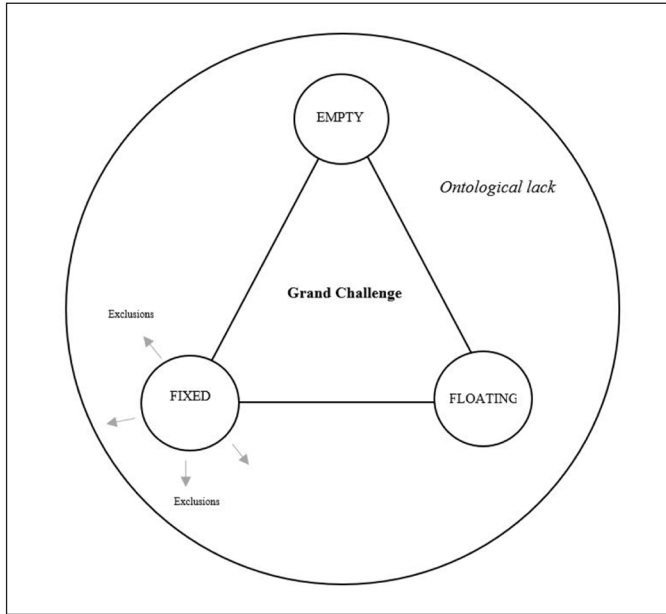 EMPTY
Ontological lack
Grand Challenge
Exclusions
FIXED
FLOATING
Exclusions